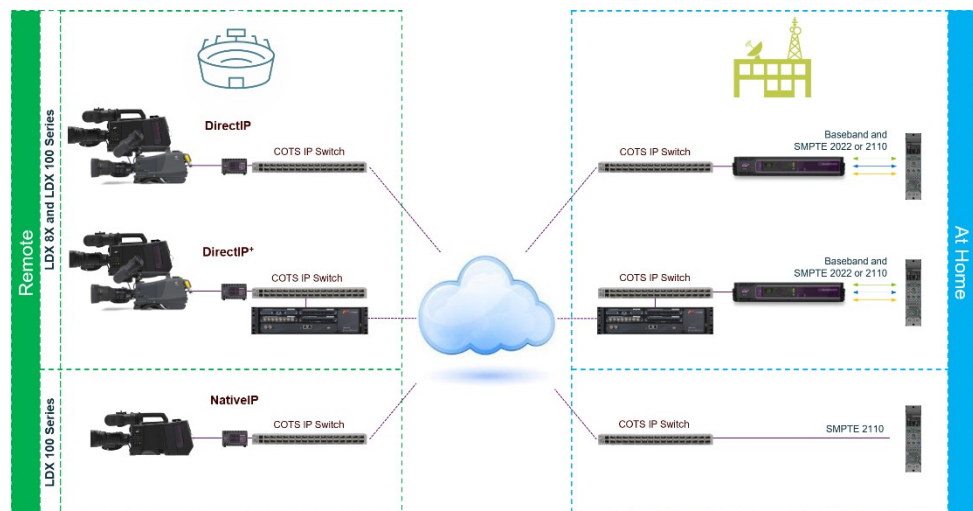 Remote
LDX 8X and LDX 100 Series
LDX 100 Series
DirectIP
COTS IP Switch
COTS IP Switch
Baseband and
SMPTE 2022 or 2110
DirectIP+
COTS IP Switch
COTS IP Switch
Baseband and
SMPTE 2022 or 2110
NativeIP
COTS IP Switch
COTS IP Switch
SMPTE 2110
At Home